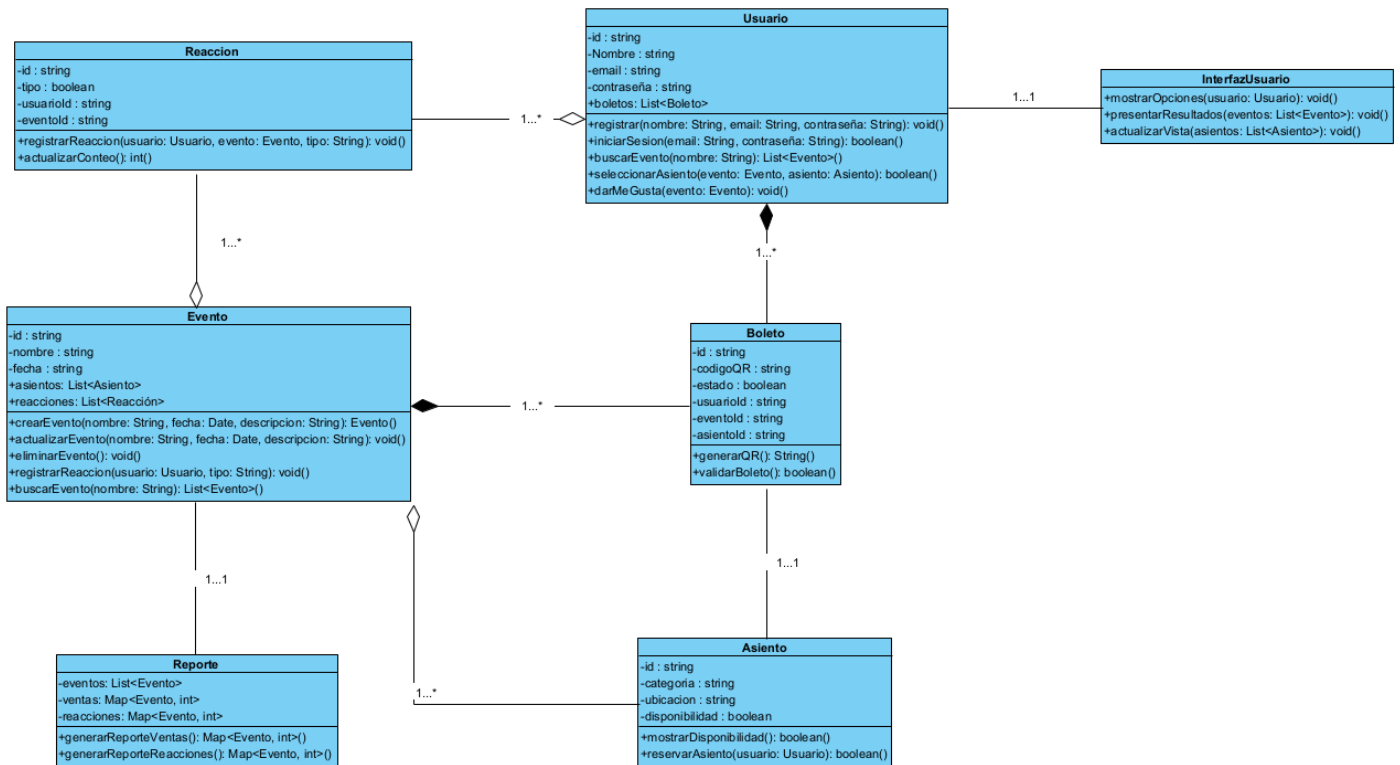 Usuario
-id : string
-Nombre : string
-email : string
-contraseña : string
+boletos: List<Boleto>
+registrar(nombre: String, email: String, contraseña: String): void()
+iniciarSesion(email: String, contraseña: String): boolean()
+buscarEvento(nombre: String): List<Evento>()
+seleccionarAsiento(evento: Evento, asiento: Asiento): boolean()
+darMeGusta(evento: Evento): void()
Reaccion
-id : string
-tipo : boolean
-usuarioId : string
-eventoId : string
+registrarReaccion(usuario: Usuario, evento: Evento, tipo: String): void()
+actualizarConteo(): int()
InterfazUsuario
+mostrarOpciones(usuario: Usuario): void()
+presentarResultados(eventos: List<Evento>): void()
+actualizarVista(asientos: List<Asiento>): void()
1...*
1...1
1...*
1...*
Evento
-id : string
-nombre : string
-fecha : string
+asientos: List<Asiento>
+reacciones: List<Reacción>
+crearEvento(nombre: String, fecha: Date, descripcion: String): Evento()
+actualizarEvento(nombre: String, fecha: Date, descripcion: String): void()
+eliminarEvento(): void()
+registrarReaccion(usuario: Usuario, tipo: String): void()
+buscarEvento(nombre: String): List<Evento>()
1...*
Boleto
-id : string
-codigoQR : string
-estado : boolean
-usuarioId : string
-eventoId : string
-asientoId : string
+generarQR(): String()
+validarBoleto(): boolean()
1...1
1...1
1...*
Reporte
-eventos: List<Evento>
-ventas: Map<Evento, int>
-reacciones: Map<Evento, int>
+generarReporteVentas(): Map<Evento, int>()
+generarReporteReacciones(): Map<Evento, int>()
Asiento
-id : string
-categoria : string
-ubicacion : string
-disponibilidad : boolean
+mostrarDisponibilidad(): boolean()
+reservarAsiento(usuario: Usuario): boolean()